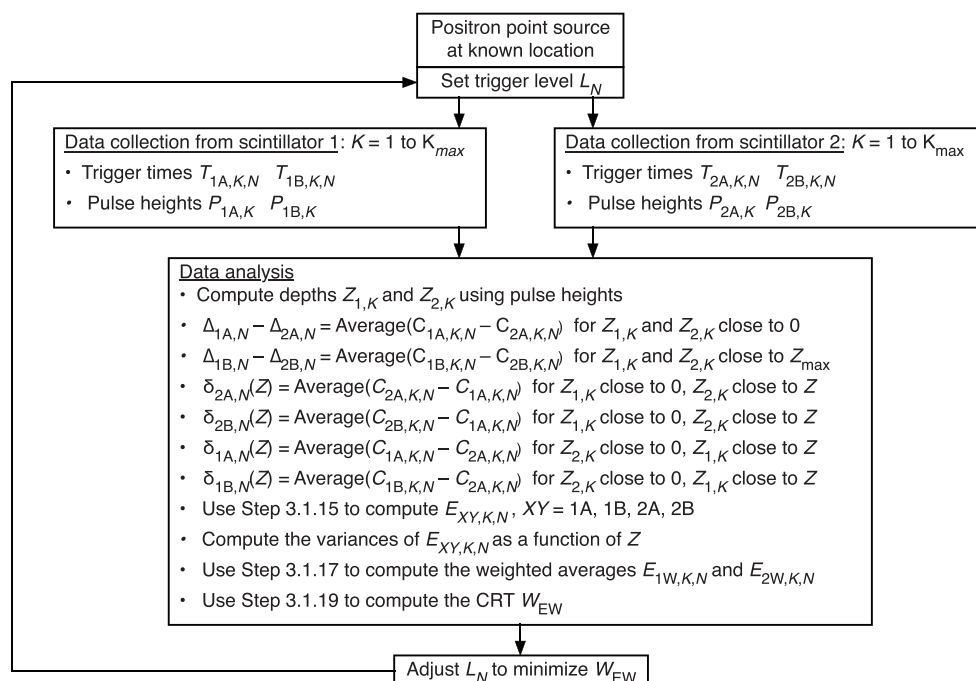 Positron point source
at known location
Set trigger level L_N
Data collection from scintillator 1: K = 1 to K_max
• Trigger times T_1A,K,N T_1B,K,N
• Pulse heights P_1A,K P_1B,K
Data collection from scintillator 2: K = 1 to K_max
• Trigger times T_2A,K,N T_2B,K,N
• Pulse heights P_2A,K P_2B,K
Data analysis
• Compute depths Z_1,K and Z_2,K using pulse heights
• Δ_1A,N – Δ_2A,N = Average(C_1A,K,N – C_2A,K,N) for Z_1,K and Z_2,K close to 0
• Δ_1B,N – Δ_2B,N = Average(C_1B,K,N – C_2B,K,N) for Z_1,K and Z_2,K close to Z_max
• δ_2A,N(Z) = Average(C_2A,K,N – C_1A,K,N) for Z_1,K close to 0, Z_2,K close to Z
• δ_2B,N(Z) = Average(C_2B,K,N – C_1A,K,N) for Z_1,K close to 0, Z_2,K close to Z
• δ_1A,N(Z) = Average(C_1A,K,N – C_2A,K,N) for Z_2,K close to 0, Z_1,K close to Z
• δ_1B,N(Z) = Average(C_1B,K,N – C_2A,K,N) for Z_2,K close to 0, Z_1,K close to Z
• Use Step 3.1.15 to compute E_XY,K,N, XY = 1A, 1B, 2A, 2B
• Compute the variances of E_XY,K,N as a function of Z
• Use Step 3.1.17 to compute the weighted averages E_1W,K,N and E_2W,K,N
• Use Step 3.1.19 to compute the CRT W_EW
Adjust L_N to minimize W_EW